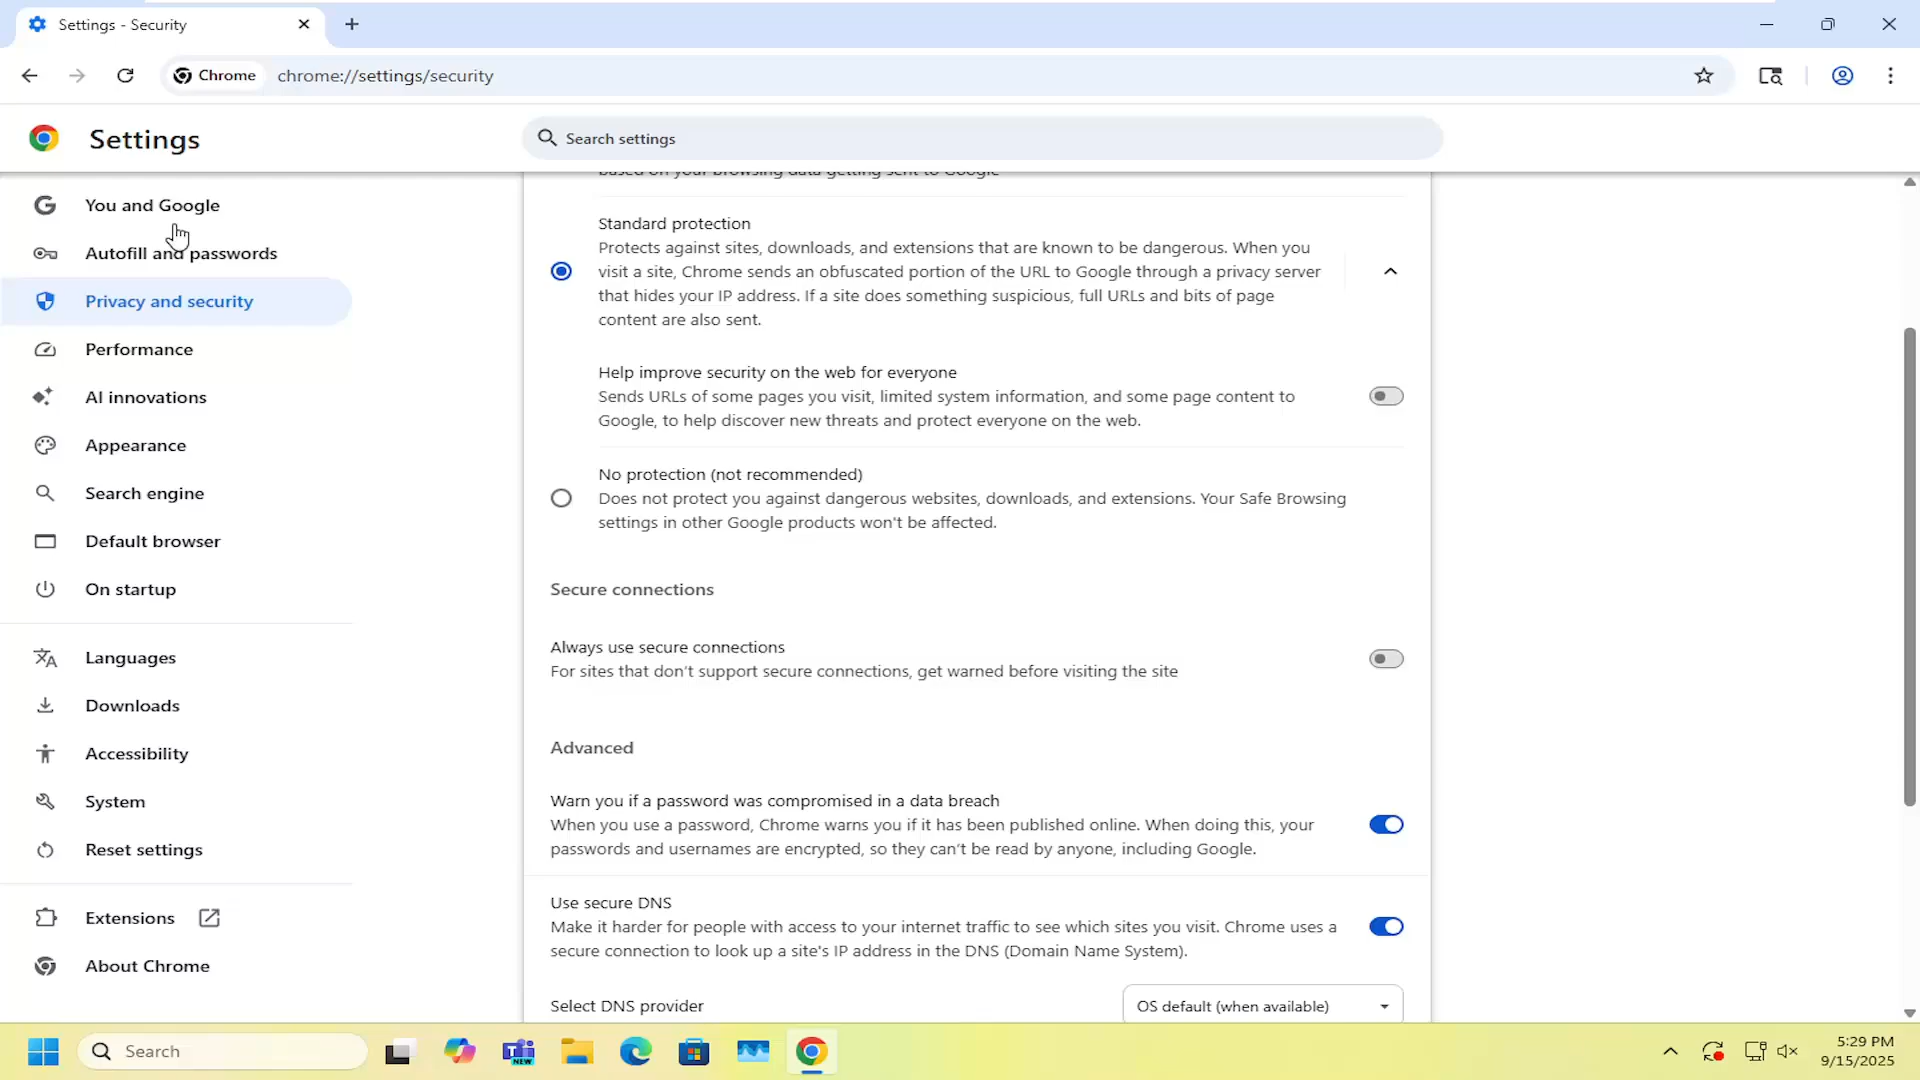 Settings - Security
Chrome
chrome://settings/security
Settings
Search settings
You and Google
Autofill and passwords
Privacy and security
Performance
AI innovations
Appearance
Search engine
Default browser
On startup
Languages
Downloads
Accessibility
System
Reset settings
Extensions
About Chrome
based on your browsing data getting sent to Google
Standard protection
Protects against sites, downloads, and extensions that are known to be dangerous. When you
visit a site, Chrome sends an obfuscated portion of the URL to Google through a privacy server
that hides your IP address. If a site does something suspicious, full URLs and bits of page
content are also sent.
Help improve security on the web for everyone
Sends URLs of some pages you visit, limited system information, and some page content to
Google, to help discover new threats and protect everyone on the web.
No protection (not recommended)
Does not protect you against dangerous websites, downloads, and extensions. Your Safe Browsing
settings in other Google products won't be affected.
Secure connections
Always use secure connections
For sites that don’t support secure connections, get warned before visiting the site
Advanced
Warn you if a password was compromised in a data breach
When you use a password, Chrome warns you if it has been published online. When doing this, your
passwords and usernames are encrypted, so they can’t be read by anyone, including Google.
Use secure DNS
Make it harder for people with access to your internet traffic to see which sites you visit. Chrome uses a
secure connection to look up a site's IP address in the DNS (Domain Name System).
Select DNS provider
OS default (when available)
Search
NEW
5:29 PM
9/15/2025